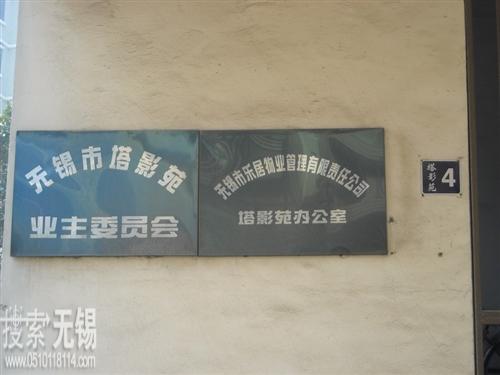 无锡市塔影苑
业主委员会
无锡市乐居物业管理有限责任公司
塔影苑办公室
塔影苑
4
搜索无锡
www.0510118114.com